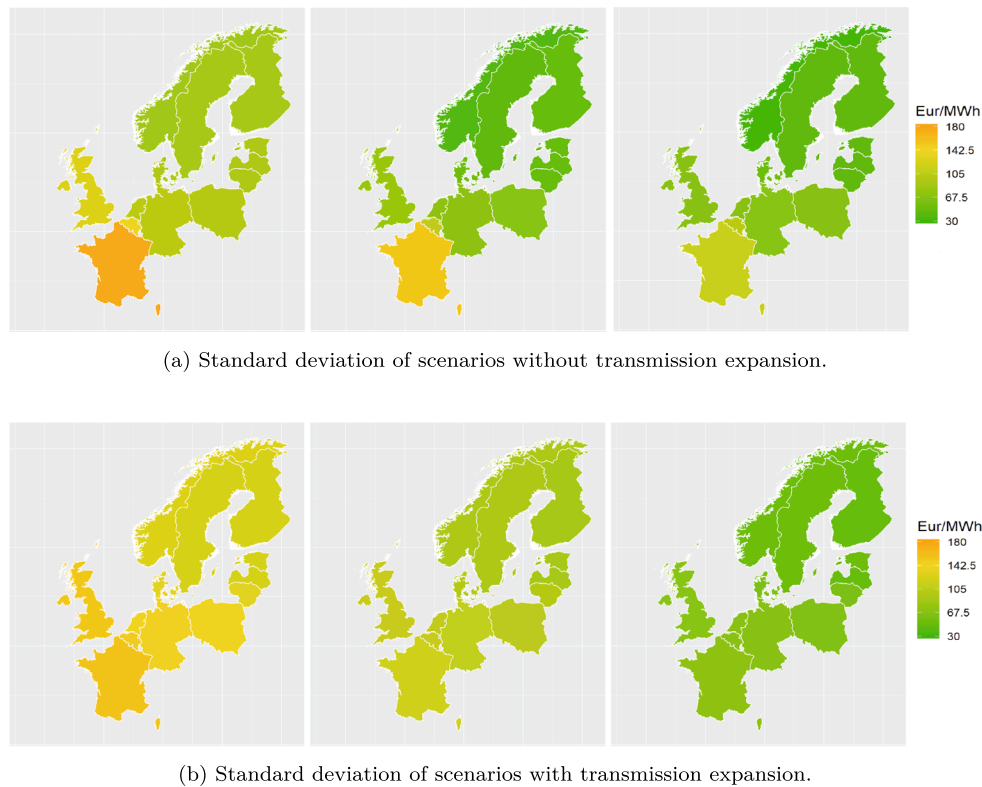 Eur/MWh
180
142.5
105
67.5
30
(a) Standard deviation of scenarios without transmission expansion.
Eur/MWh
180
142.5
105
67.5
30
(b) Standard deviation of scenarios with transmission expansion.